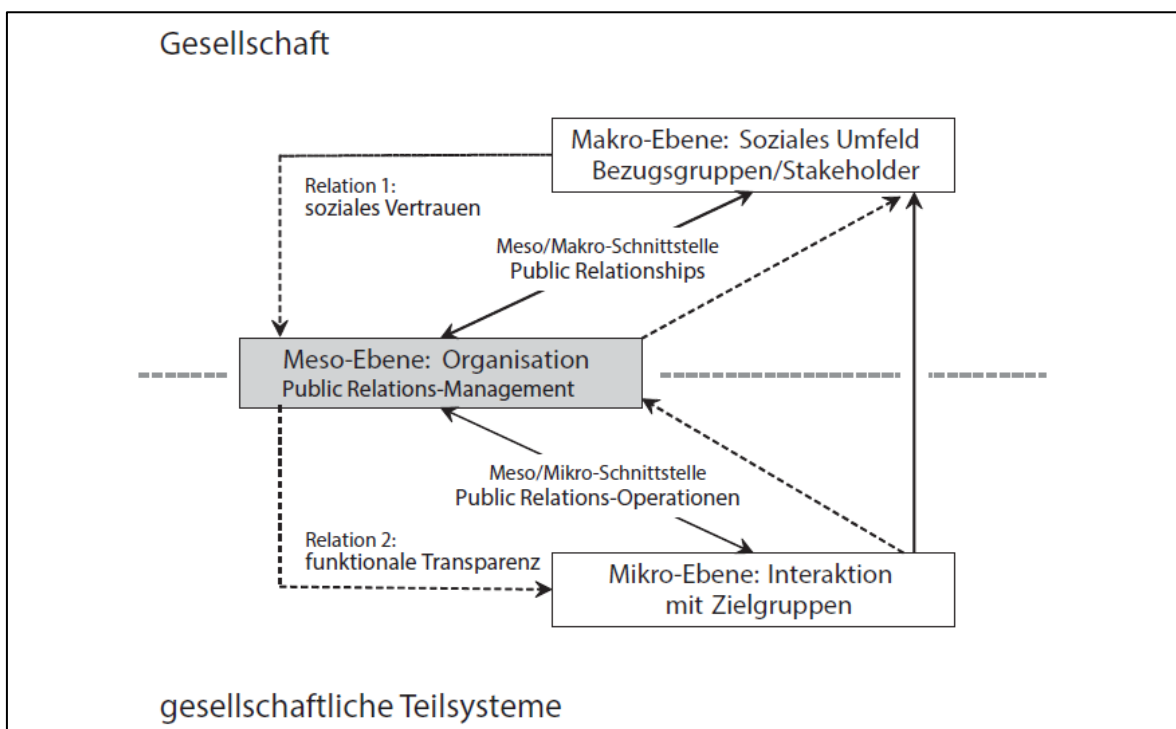 Gesellschaft
Makro-Ebene: Soziales Umfeld
Bezugsgruppen/Stakeholder
Relation 1:
soziales Vertrauen
Meso/Makro-Schnittstelle
Public Relationships
Meso-Ebene: Organisation
Public Relations-Management
Meso/Mikro-Schnittstelle
Public Relations-Operationen
Relation 2:
funktionale Transparenz
Mikro-Ebene: Interaktion
mit Zielgruppen
gesellschaftliche Teilsysteme